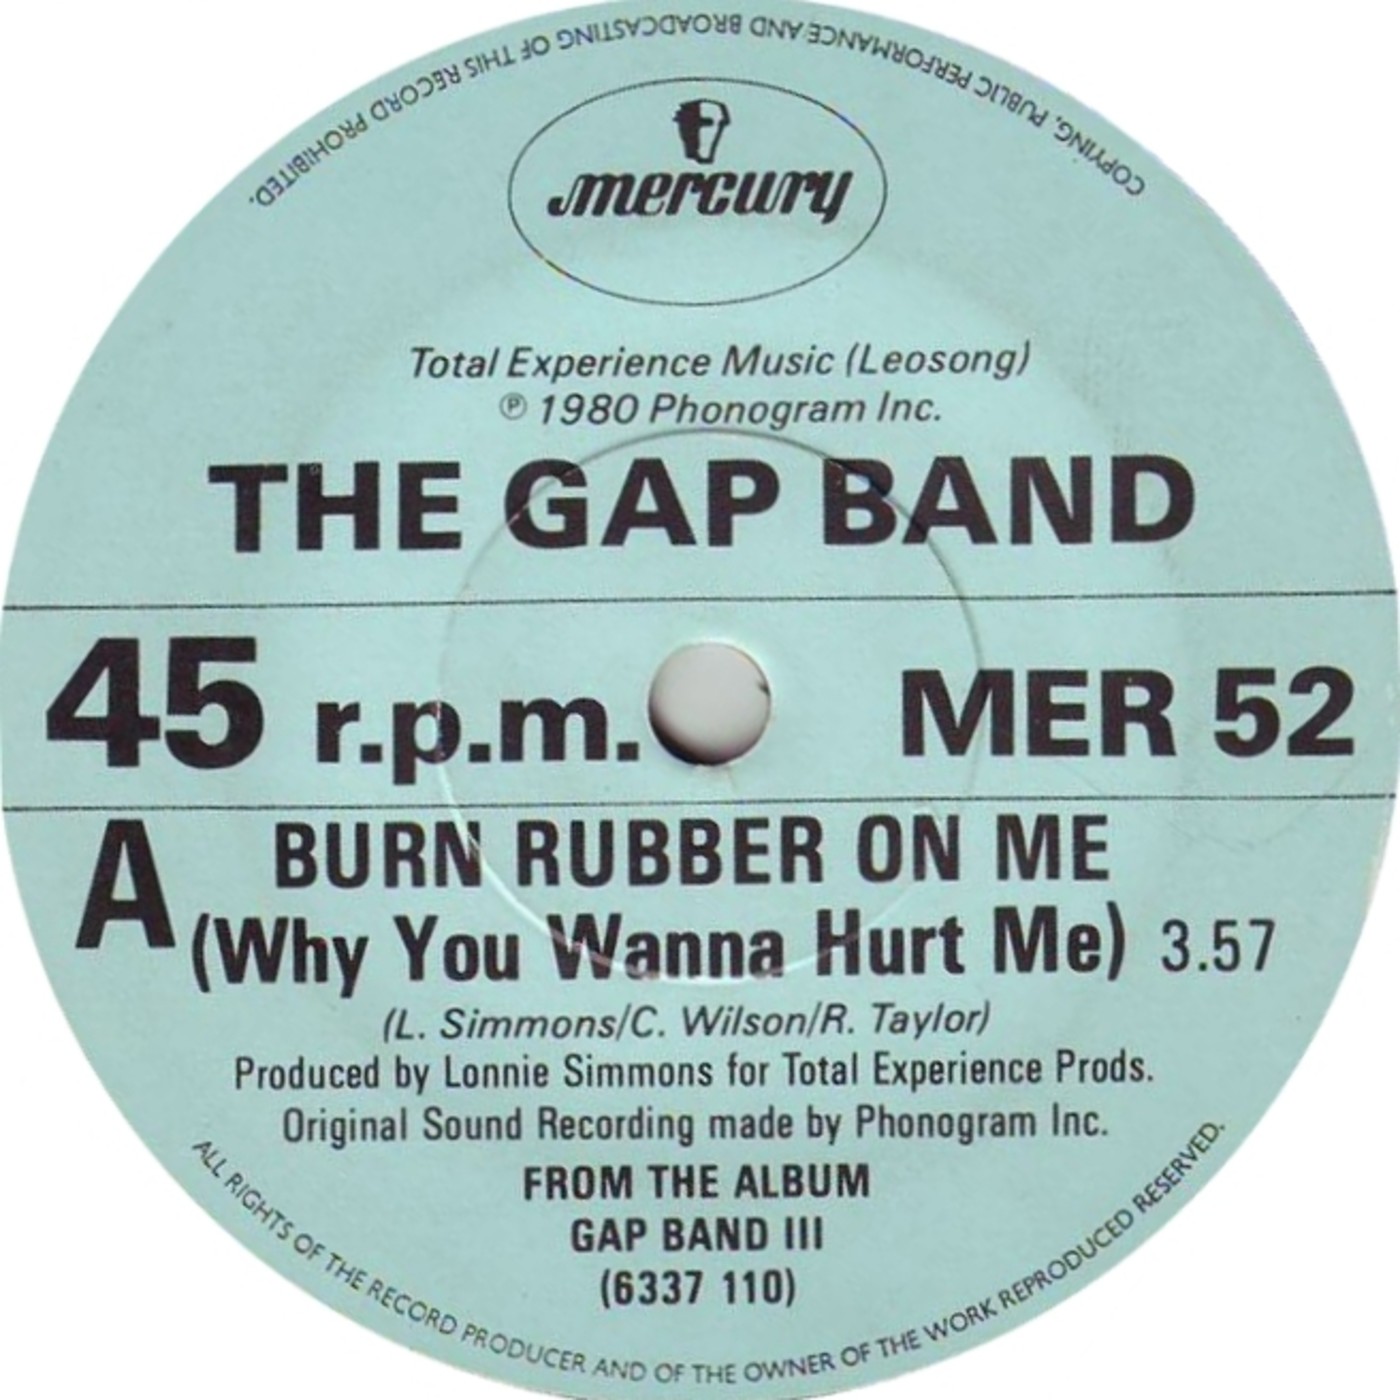 COPYING, PUBLIC PERFORMANCE AND BROADCASTING OF THIS RECORD PROHIBITED.
mercury
Total Experience Music (Leosong)
℗ 1980 Phonogram Inc.
THE GAP BAND
45 r.p.m. MER 52
A BURN RUBBER ON ME
(Why You Wanna Hurt Me) 3.57
(L. Simmons/C. Wilson/R. Taylor)
Produced by Lonnie Simmons for Total Experience Prods.
Original Sound Recording made by Phonogram Inc.
FROM THE ALBUM
GAP BAND III
(6337 110)
ALL RIGHTS OF THE RECORD PRODUCER AND OF THE OWNER OF THE WORK REPRODUCED RESERVED.